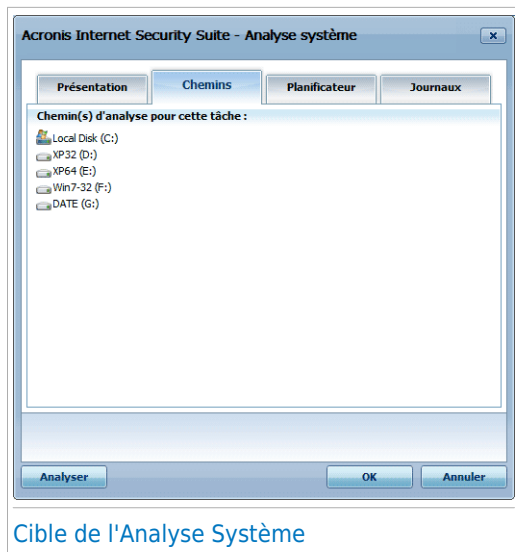 Acronis Internet Security Suite - Analyse système
Présentation
Chemins
Planificateur
Journaux
Chemin(s) d'analyse pour cette tâche :
Local Disk (C:)
XP32 (D:)
XP64 (E:)
Win7-32 (F:)
DATE (G:)
Analyser
OK
Annuler
Cible de l'Analyse Système